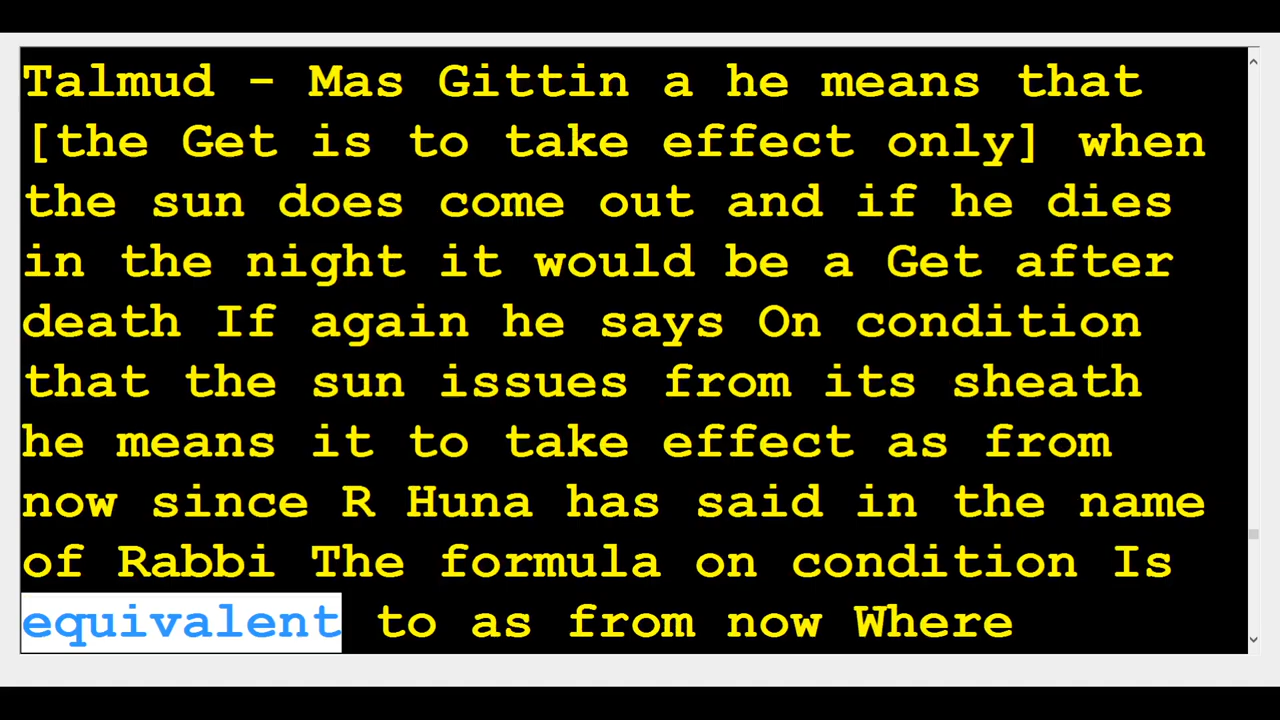 Talmud - Mas Gittin a he means that
[the Get is to take effect only] when
the sun does come out and if he dies
in the night it would be a Get after
death If again he says On condition
that the sun issues from its sheath
he means it to take effect as from
now since R Huna has said in the name
of Rabbi The formula on condition Is
equivalent to as from now Where